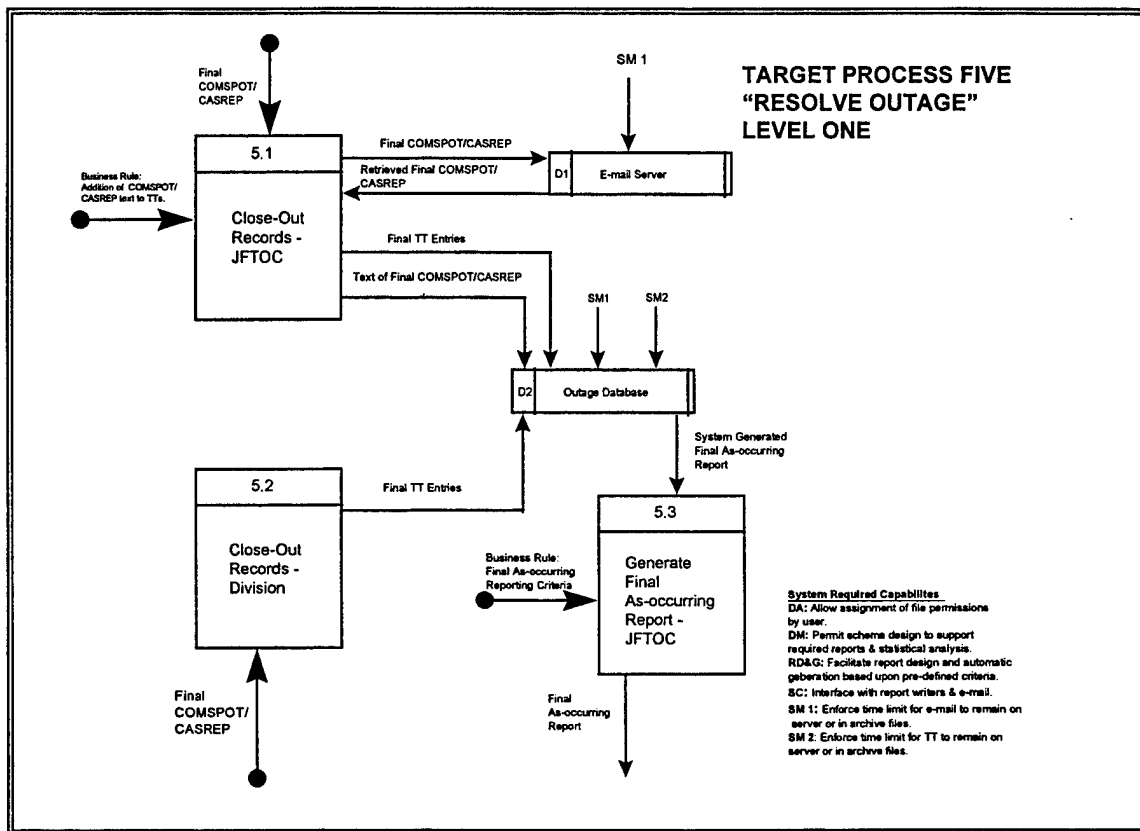 TARGET PROCESS FIVE
“RESOLVE OUTAGE”
LEVEL ONE
Final
COMSPOT/
CASREP
SM 1
5.1
Close-Out
Records -
JFTOC
Business Rule:
Addition of COMSPOT/
CASREP text to TTs.
Final COMSPOT/CASREP
Retrieved Final COMSPOT/
CASREP
D1
E-mail Server
Final TT Entries
Text of Final COMSPOT/CASREP
SM1
SM2
D2
Outage Database
System Generated
Final As-occurring
Report
5.2
Close-Out
Records -
Division
Final TT Entries
Final
COMSPOT/
CASREP
5.3
Generate
Final
As-occurring
Report -
JFTOC
Business Rule:
Final As-occurring
Reporting Criteria
Final
As-occurring
Report
System Required Capabilites
DA: Allow assignment of file permissions
by user.
DM: Permit schema design to support
required reports & statistical analysis.
RD&G: Facilitate report design and automatic
geberation based upon pre-defined criteria.
SC: Interface with report writers & e-mail.
SM 1: Enforce time limit for e-mail to remain on
server or in archive files.
SM 2: Enforce time limit for TT to remain on
server or in archive files.